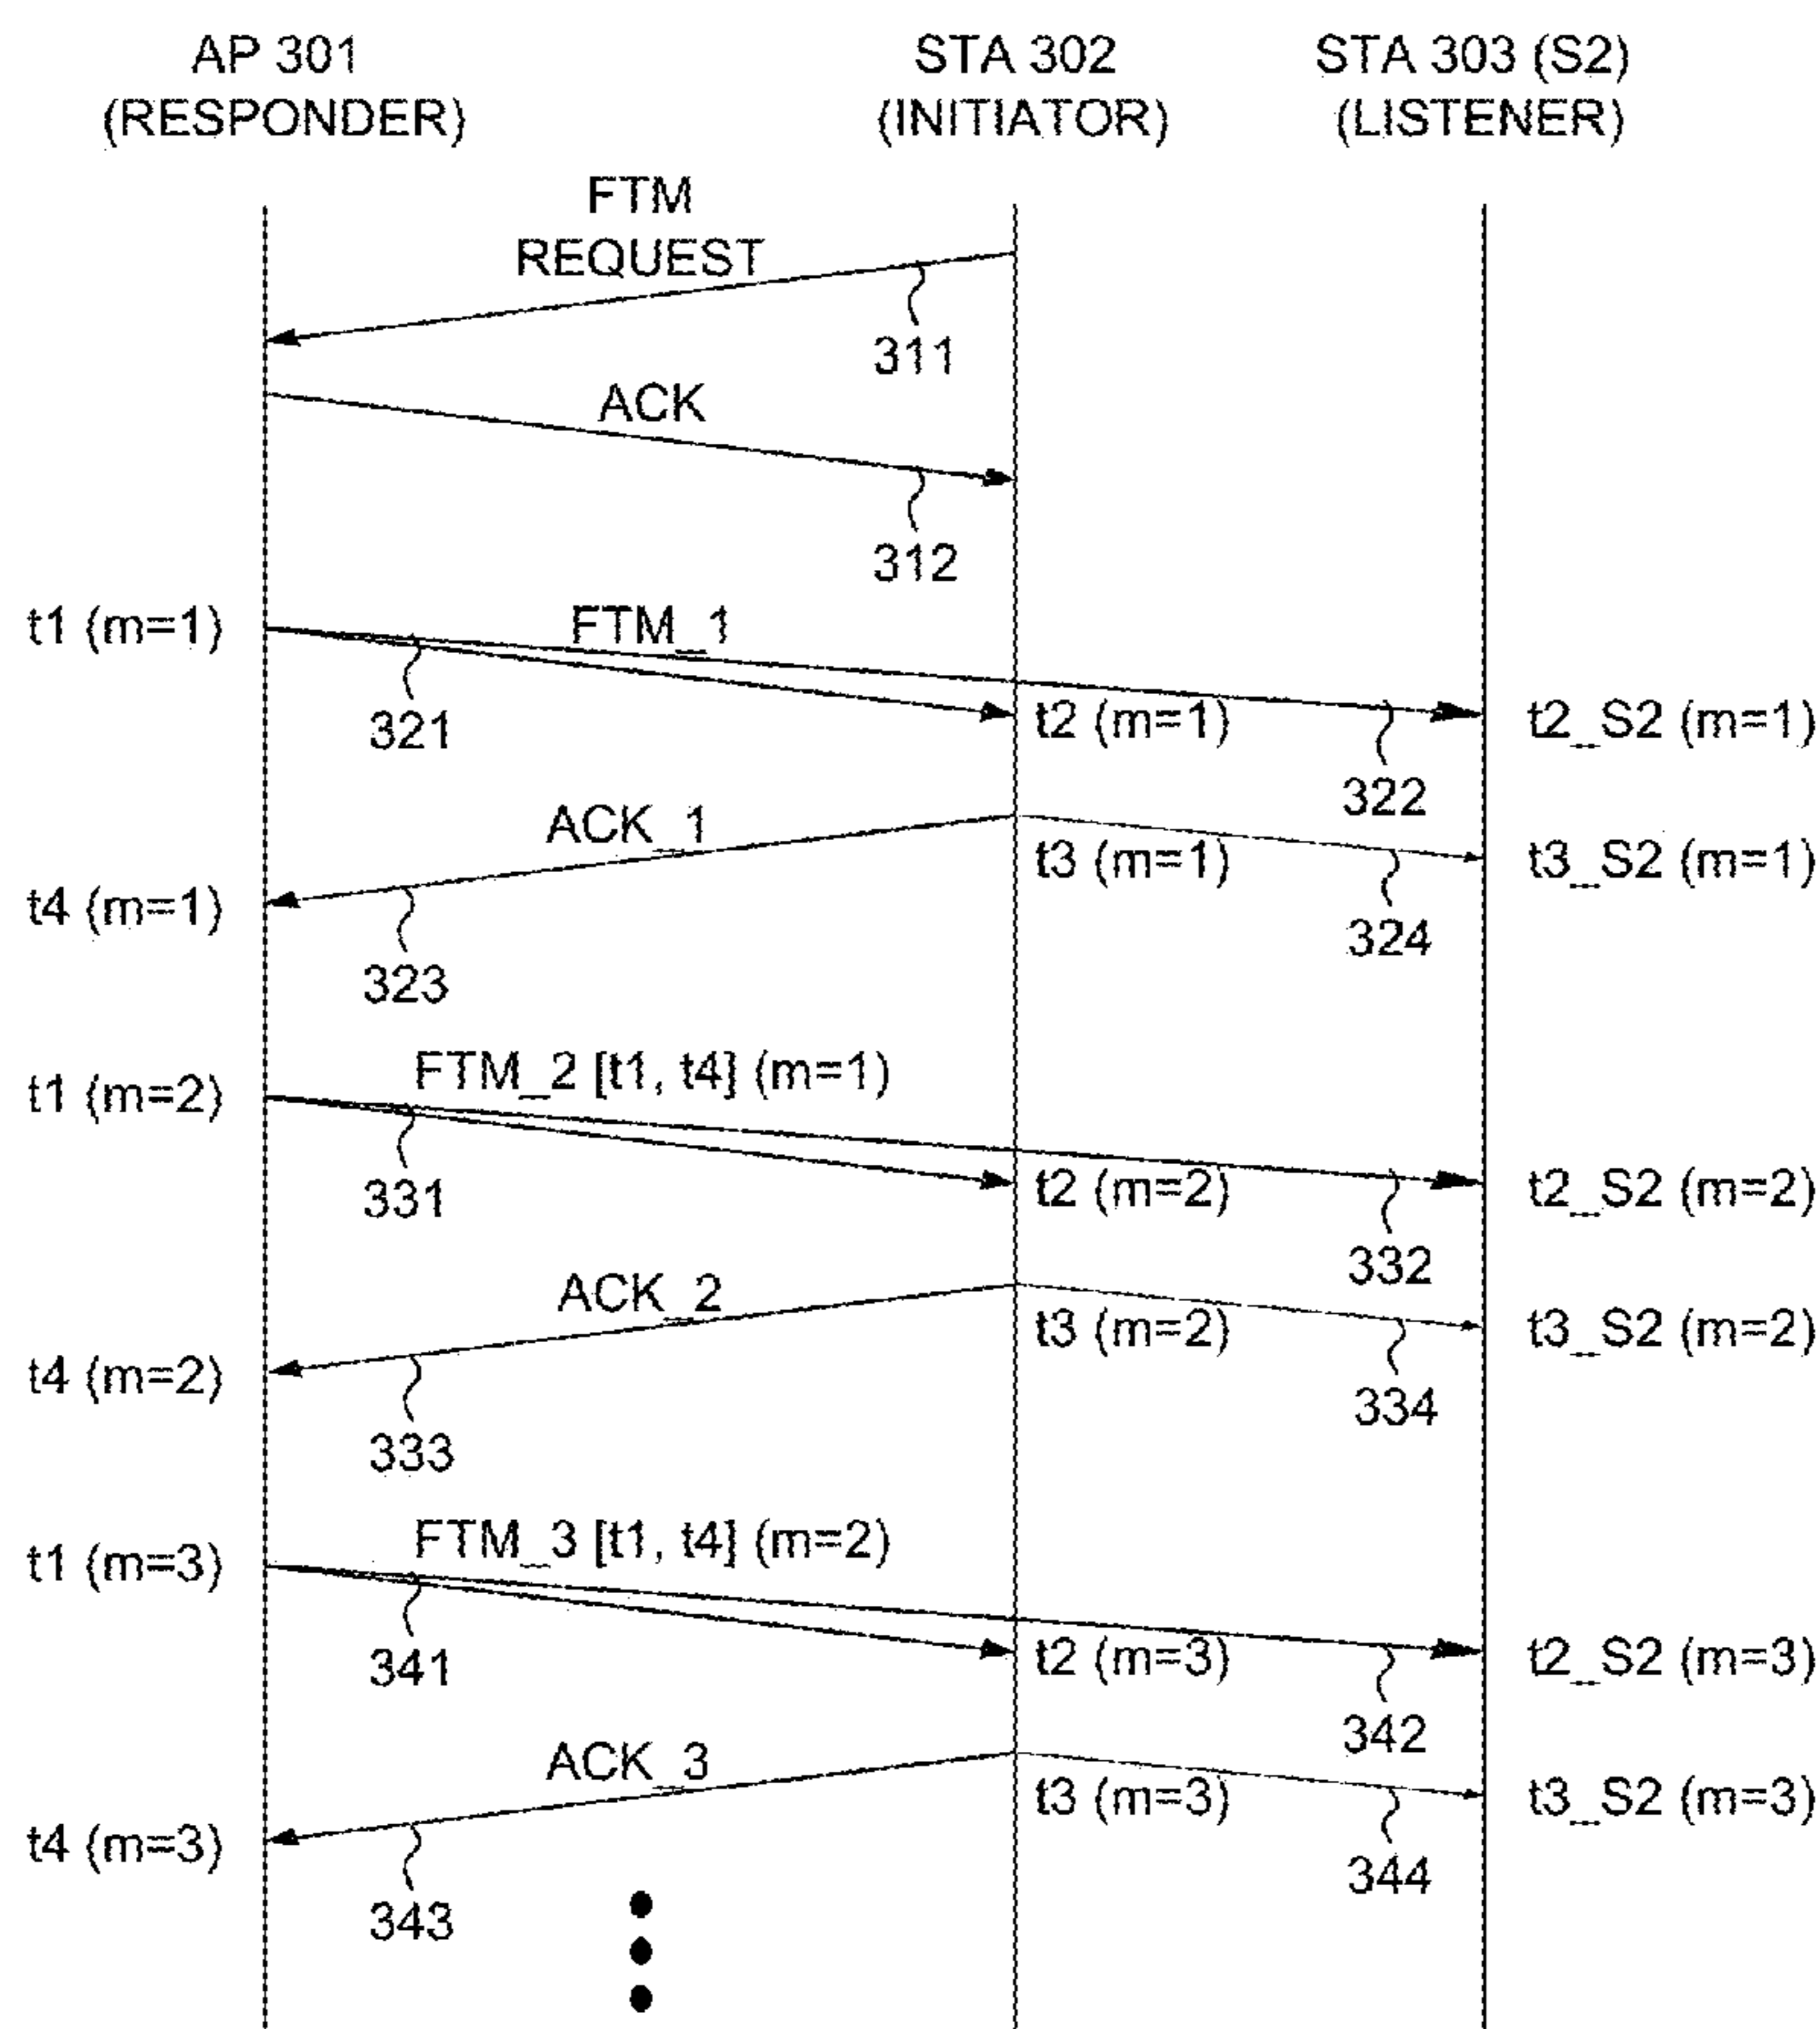 AP 301
(RESPONDER)
STA 302
(INITIATOR)
STA 303 (S2)
(LISTENER)
FTM
REQUEST
311
ACK
312
t1 (m=1)
FTM_1
321
t2 (m=1)
322
t2_S2 (m=1)
ACK_1
t3 (m=1)
t3_S2 (m=1)
t4 (m=1)
323
324
t1 (m=2)
FTM_2 [t1, t4] (m=1)
331
t2 (m=2)
332
t2_S2 (m=2)
ACK_2
t3 (m=2)
t3_S2 (m=2)
t4 (m=2)
333
334
t1 (m=3)
FTM_3 [t1, t4] (m=2)
341
t2 (m=3)
342
t2_S2 (m=3)
ACK_3
t3 (m=3)
t3_S2 (m=3)
t4 (m=3)
343
344